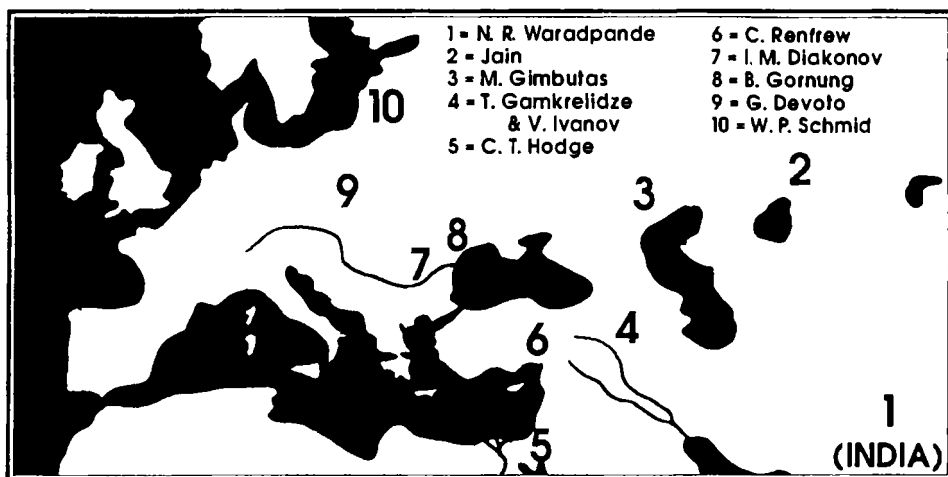 1 = N. R. Waradpande
2 = Jain
3 = M. Gimbutas
4 = T. Gamkrelidze
& V. Ivanov
5 = C. T. Hodge
6 = C. Renfrew
7 = I. M. Diakonov
8 = B. Gornung
9 = G. Devoto
10 = W. P. Schmid
10
9
8
7
3
2
6
4
5
1
(INDIA)